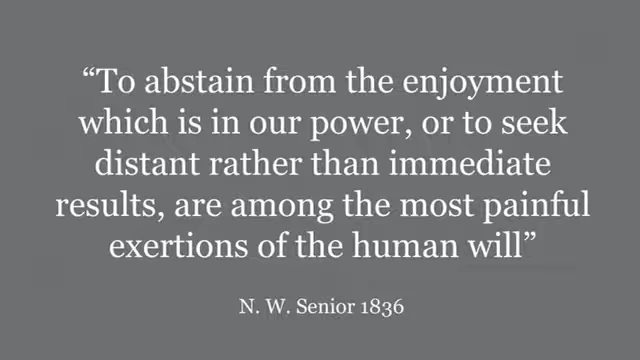 “To abstain from the enjoyment
which is in our power, or to seek
distant rather than immediate
results, are among the most painful
exertions of the human will”
N. W. Senior 1836